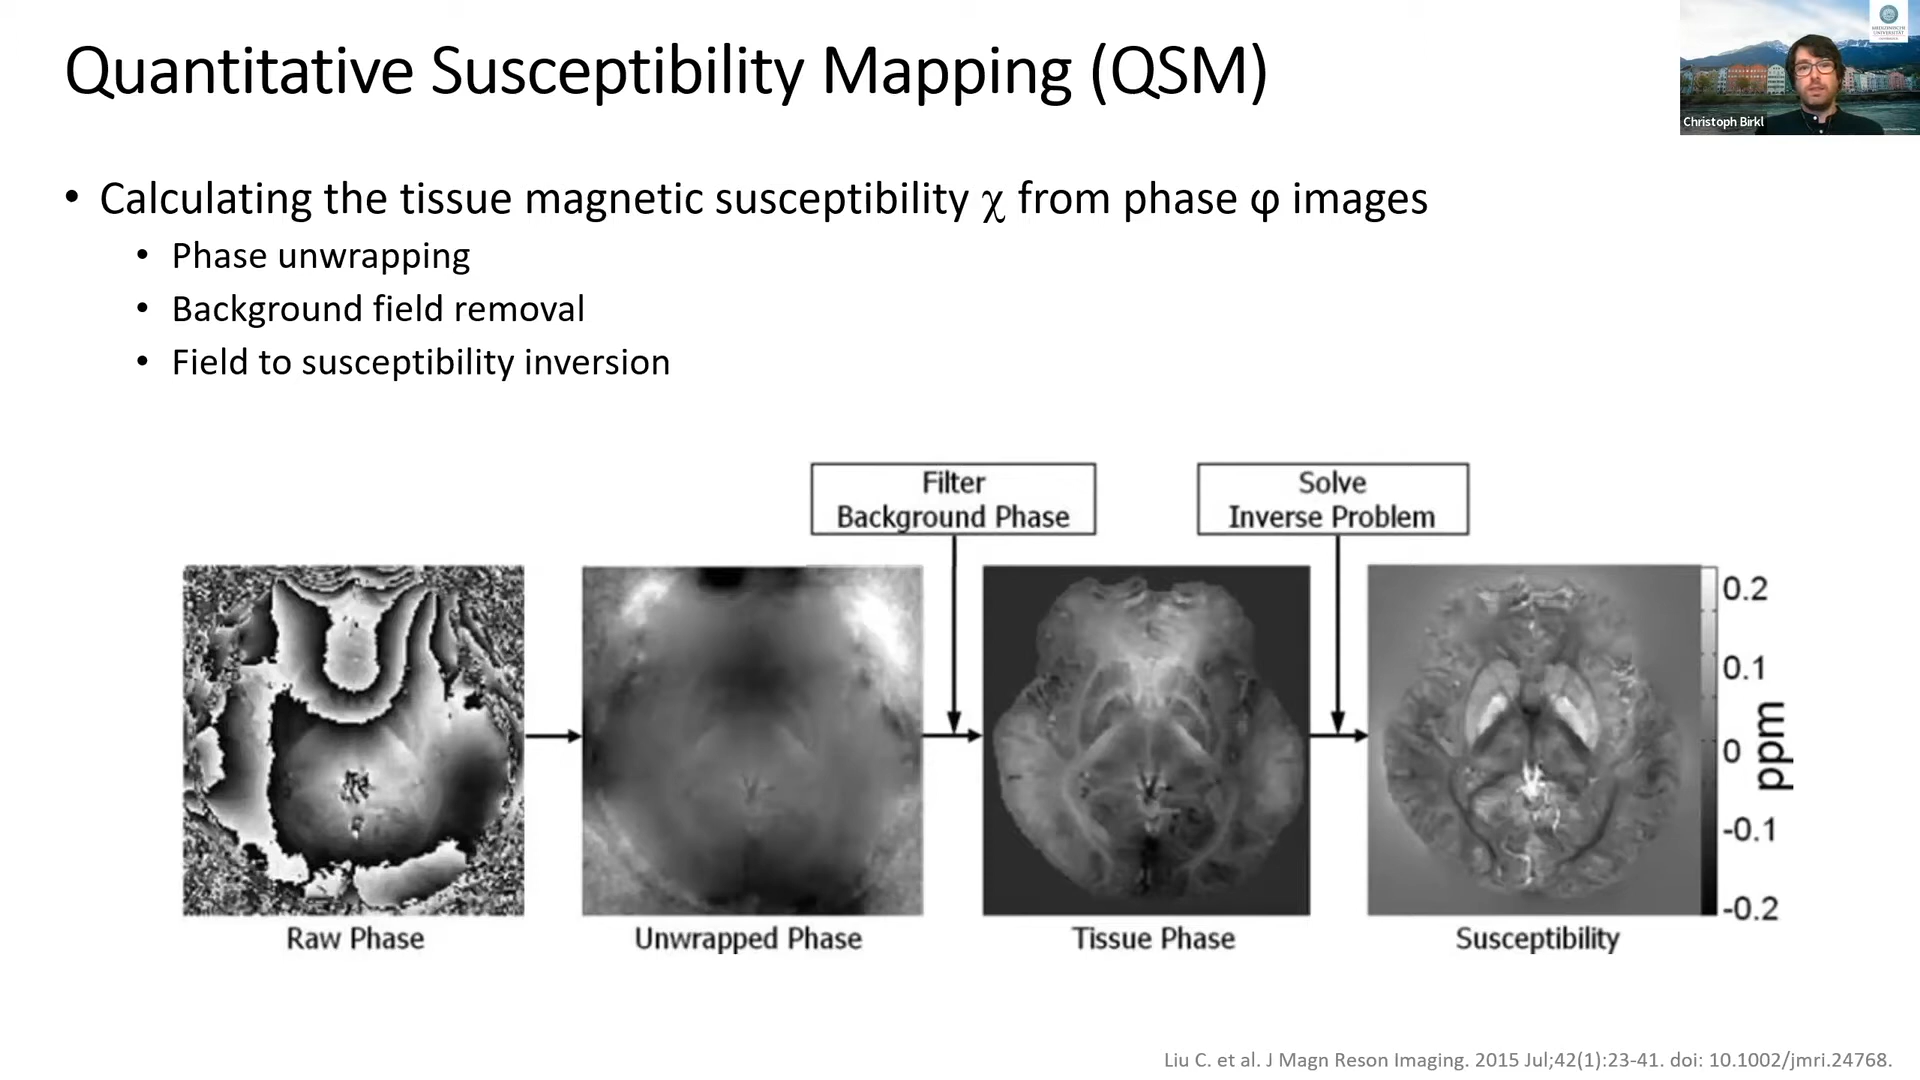 Quantitative Susceptibility Mapping (QSM)
MEDIZINISCHE
UNIVERSITÄT
Christoph Birkl
• Calculating the tissue magnetic susceptibility χ from phase φ images
• Phase unwrapping
• Background field removal
• Field to susceptibility inversion
Filter
Background Phase
Solve
Inverse Problem
0.2
0.1
0
-0.1
-0.2
ppm
Raw Phase
Unwrapped Phase
Tissue Phase
Susceptibility
Liu C. et al. J Magn Reson Imaging. 2015 Jul;42(1):23-41. doi: 10.1002/jmri.24768.